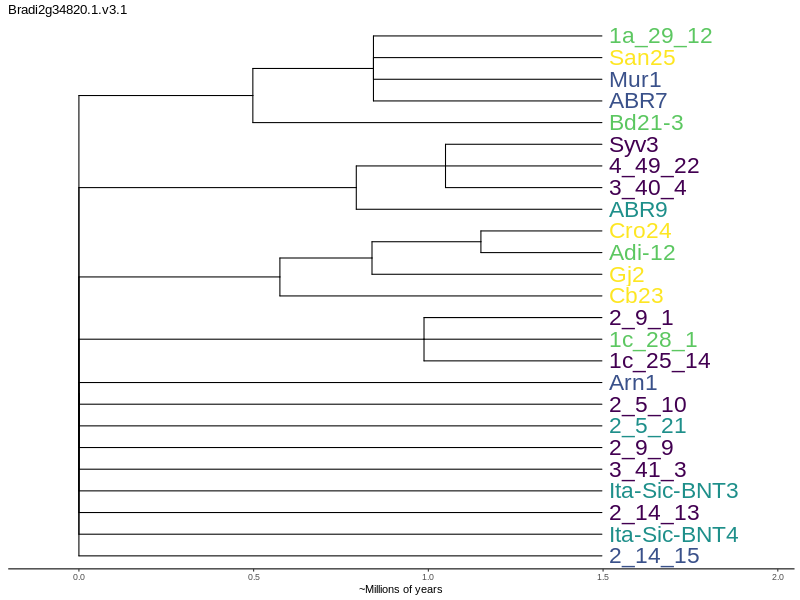 Bradi2g34820.1.v3.1
1a_29_12
San25
Mur1
ABR7
Bd21-3
Syv3
4_49_22
3_40_4
ABR9
Cro24
Adi-12
Gj2
Cb23
2_9_1
1c_28_1
1c_25_14
Arn1
2_5_10
2_5_21
2_9_9
3_41_3
Ita-Sic-BNT3
2_14_13
Ita-Sic-BNT4
2_14_15
0.0 0.5 1.0 1.5 2.0
~Millions of years